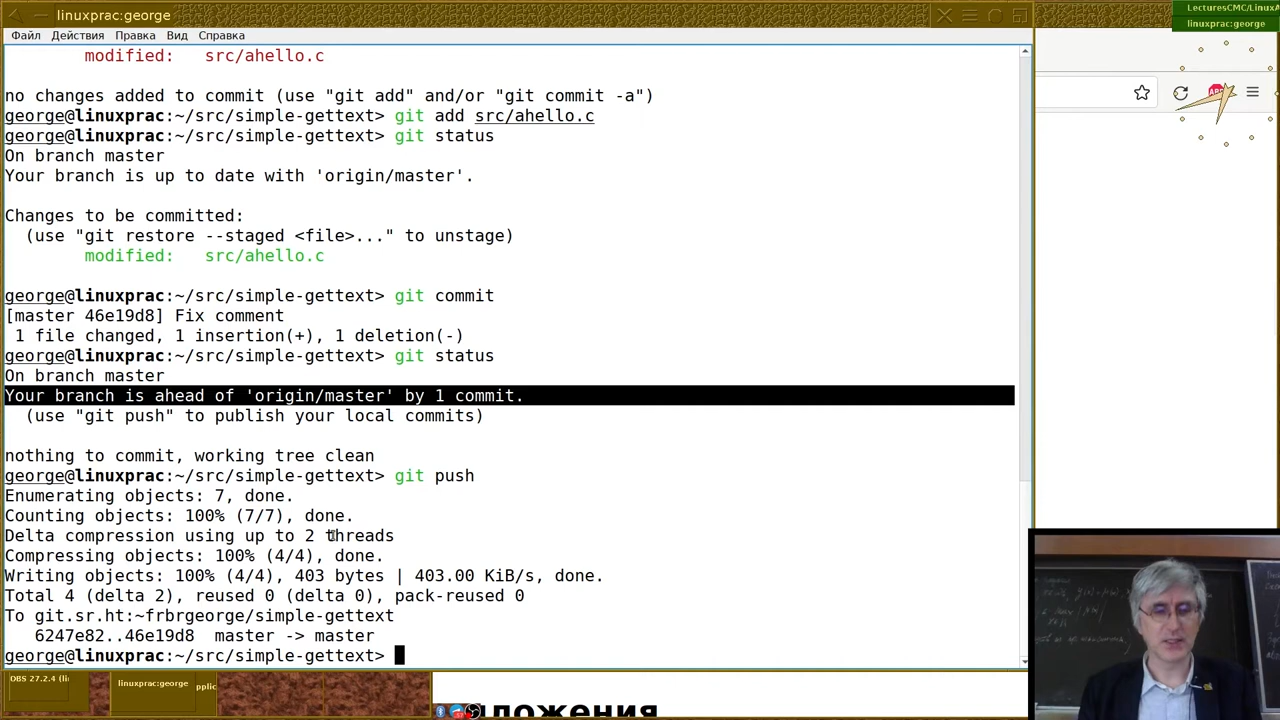 linuxprac:george
LecturesCMC/LinuxA
linuxprac:george
Файл Действия Правка Вид Справка
modified: src/ahello.c
no changes added to commit (use "git add" and/or "git commit -a")
george@linuxprac:~/src/simple-gettext> git add src/ahello.c
george@linuxprac:~/src/simple-gettext> git status
On branch master
Your branch is up to date with 'origin/master'.
Changes to be committed:
(use "git restore --staged <file>..." to unstage)
modified: src/ahello.c
george@linuxprac:~/src/simple-gettext> git commit
[master 46e19d8] Fix comment
1 file changed, 1 insertion(+), 1 deletion(-)
george@linuxprac:~/src/simple-gettext> git status
On branch master
Your branch is ahead of 'origin/master' by 1 commit.
(use "git push" to publish your local commits)
nothing to commit, working tree clean
george@linuxprac:~/src/simple-gettext> git push
Enumerating objects: 7, done.
Counting objects: 100% (7/7), done.
Delta compression using up to 2 threads
Compressing objects: 100% (4/4), done.
Writing objects: 100% (4/4), 403 bytes | 403.00 KiB/s, done.
Total 4 (delta 2), reused 0 (delta 0), pack-reused 0
To git.sr.ht:~frbrgeorge/simple-gettext
6247e82..46e19d8 master -> master
george@linuxprac:~/src/simple-gettext>
OBS 27.2.4 (li
linuxprac:george
pplic
ложения